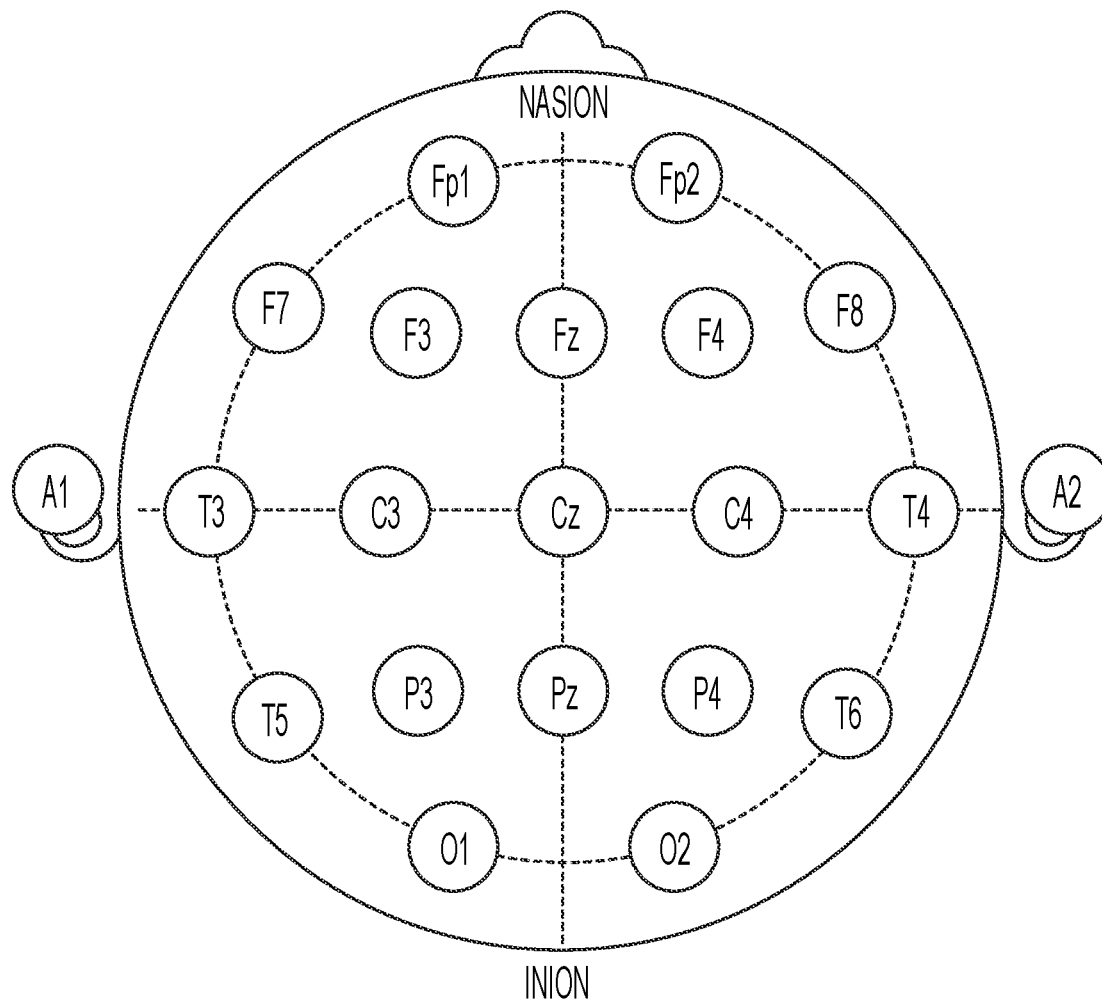 NASION
Fp1 Fp2
F7 F3 Fz F4 F8
A1 T3 C3 Cz C4 T4 A2
T5 P3 Pz P4 T6
O1 O2
INION